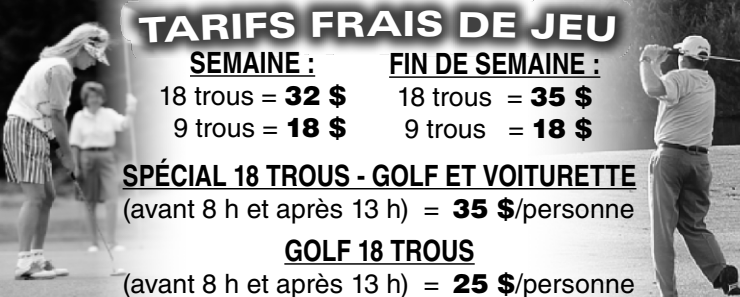 TARIFS FRAIS DE JEU
SEMAINE :
18 trous = 32 $
9 trous = 18 $
FIN DE SEMAINE :
18 trous = 35 $
9 trous = 18 $
SPÉCIAL 18 TROUS - GOLF ET VOITURETTE
(avant 8 h et après 13 h) = 35 $/personne
GOLF 18 TROUS
(avant 8 h et après 13 h) = 25 $/personne